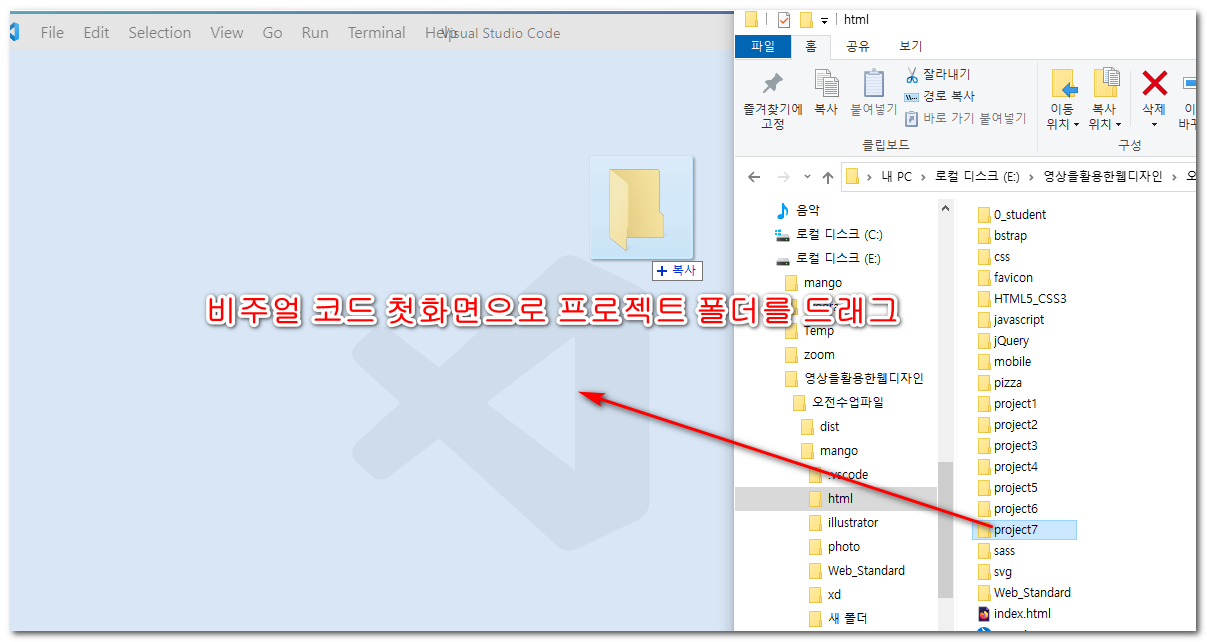 File Edit Selection View Go Run Terminal Help
Visual Studio Code
복사
비주얼 코드 첫화면으로 프로젝트 폴더를 드래그
html
파일 홈 공유 보기
즐겨찾기에 고정
복사
붙여넣기
잘라내기
경로 복사
바로 가기 붙여넣기
클립보드
이동 위치
복사 위치
삭제
구성
내 PC > 로컬 디스크 (E:) > 영상을활용한웹디자인 >
음악
로컬 디스크 (C:)
로컬 디스크 (E:)
mango
Temp
zoom
영상을활용한웹디자인
오전수업파일
dist
mango
.vscode
html
illustrator
photo
Web_Standard
xd
새 폴더
0_student
bstrap
css
favicon
HTML5_CSS3
javascript
jQuery
mobile
pizza
project1
project2
project3
project4
project5
project6
project7
sass
svg
Web_Standard
index.html